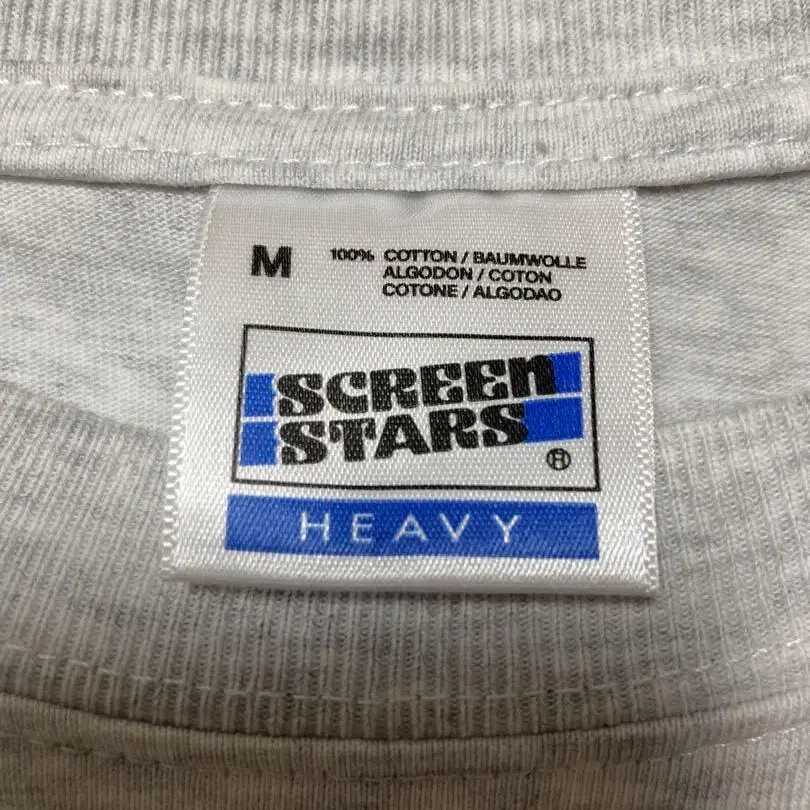 M
100% COTTON / BAUMWOLLE
ALGODON / COTON
COTONE / ALGODAO
SCREEn
STARS
®
HEAVY